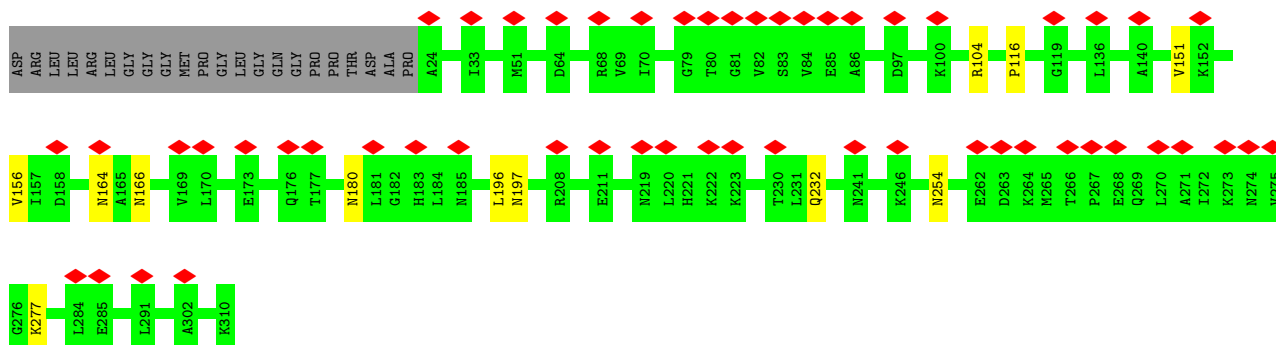 ASP ARG LEU LEU ARG LEU GLY GLY GLY MET PRO GLY LEU GLY GLN GLY PRO PRO THR ASP ALA PRO A24 I33 M51 D64 R68 V69 I70 G79 T80 G81 V82 S83 V84 E85 A86 D97 K100 R104 P116 G119 L136 A140 V151 K152
V156 I157 D158 N164 A165 N166 V169 L170 E173 Q176 T177 N180 L181 G182 H183 L184 N185 L196 N197 R208 E211 N219 L220 H221 K222 K223 T230 L231 Q232 N241 K246 N254 E262 D263 K264 M265 T266 P267 E268 Q269 L270 A271 I272 K273 N274 V275
G276 K277 L284 E285 L291 A302 K310